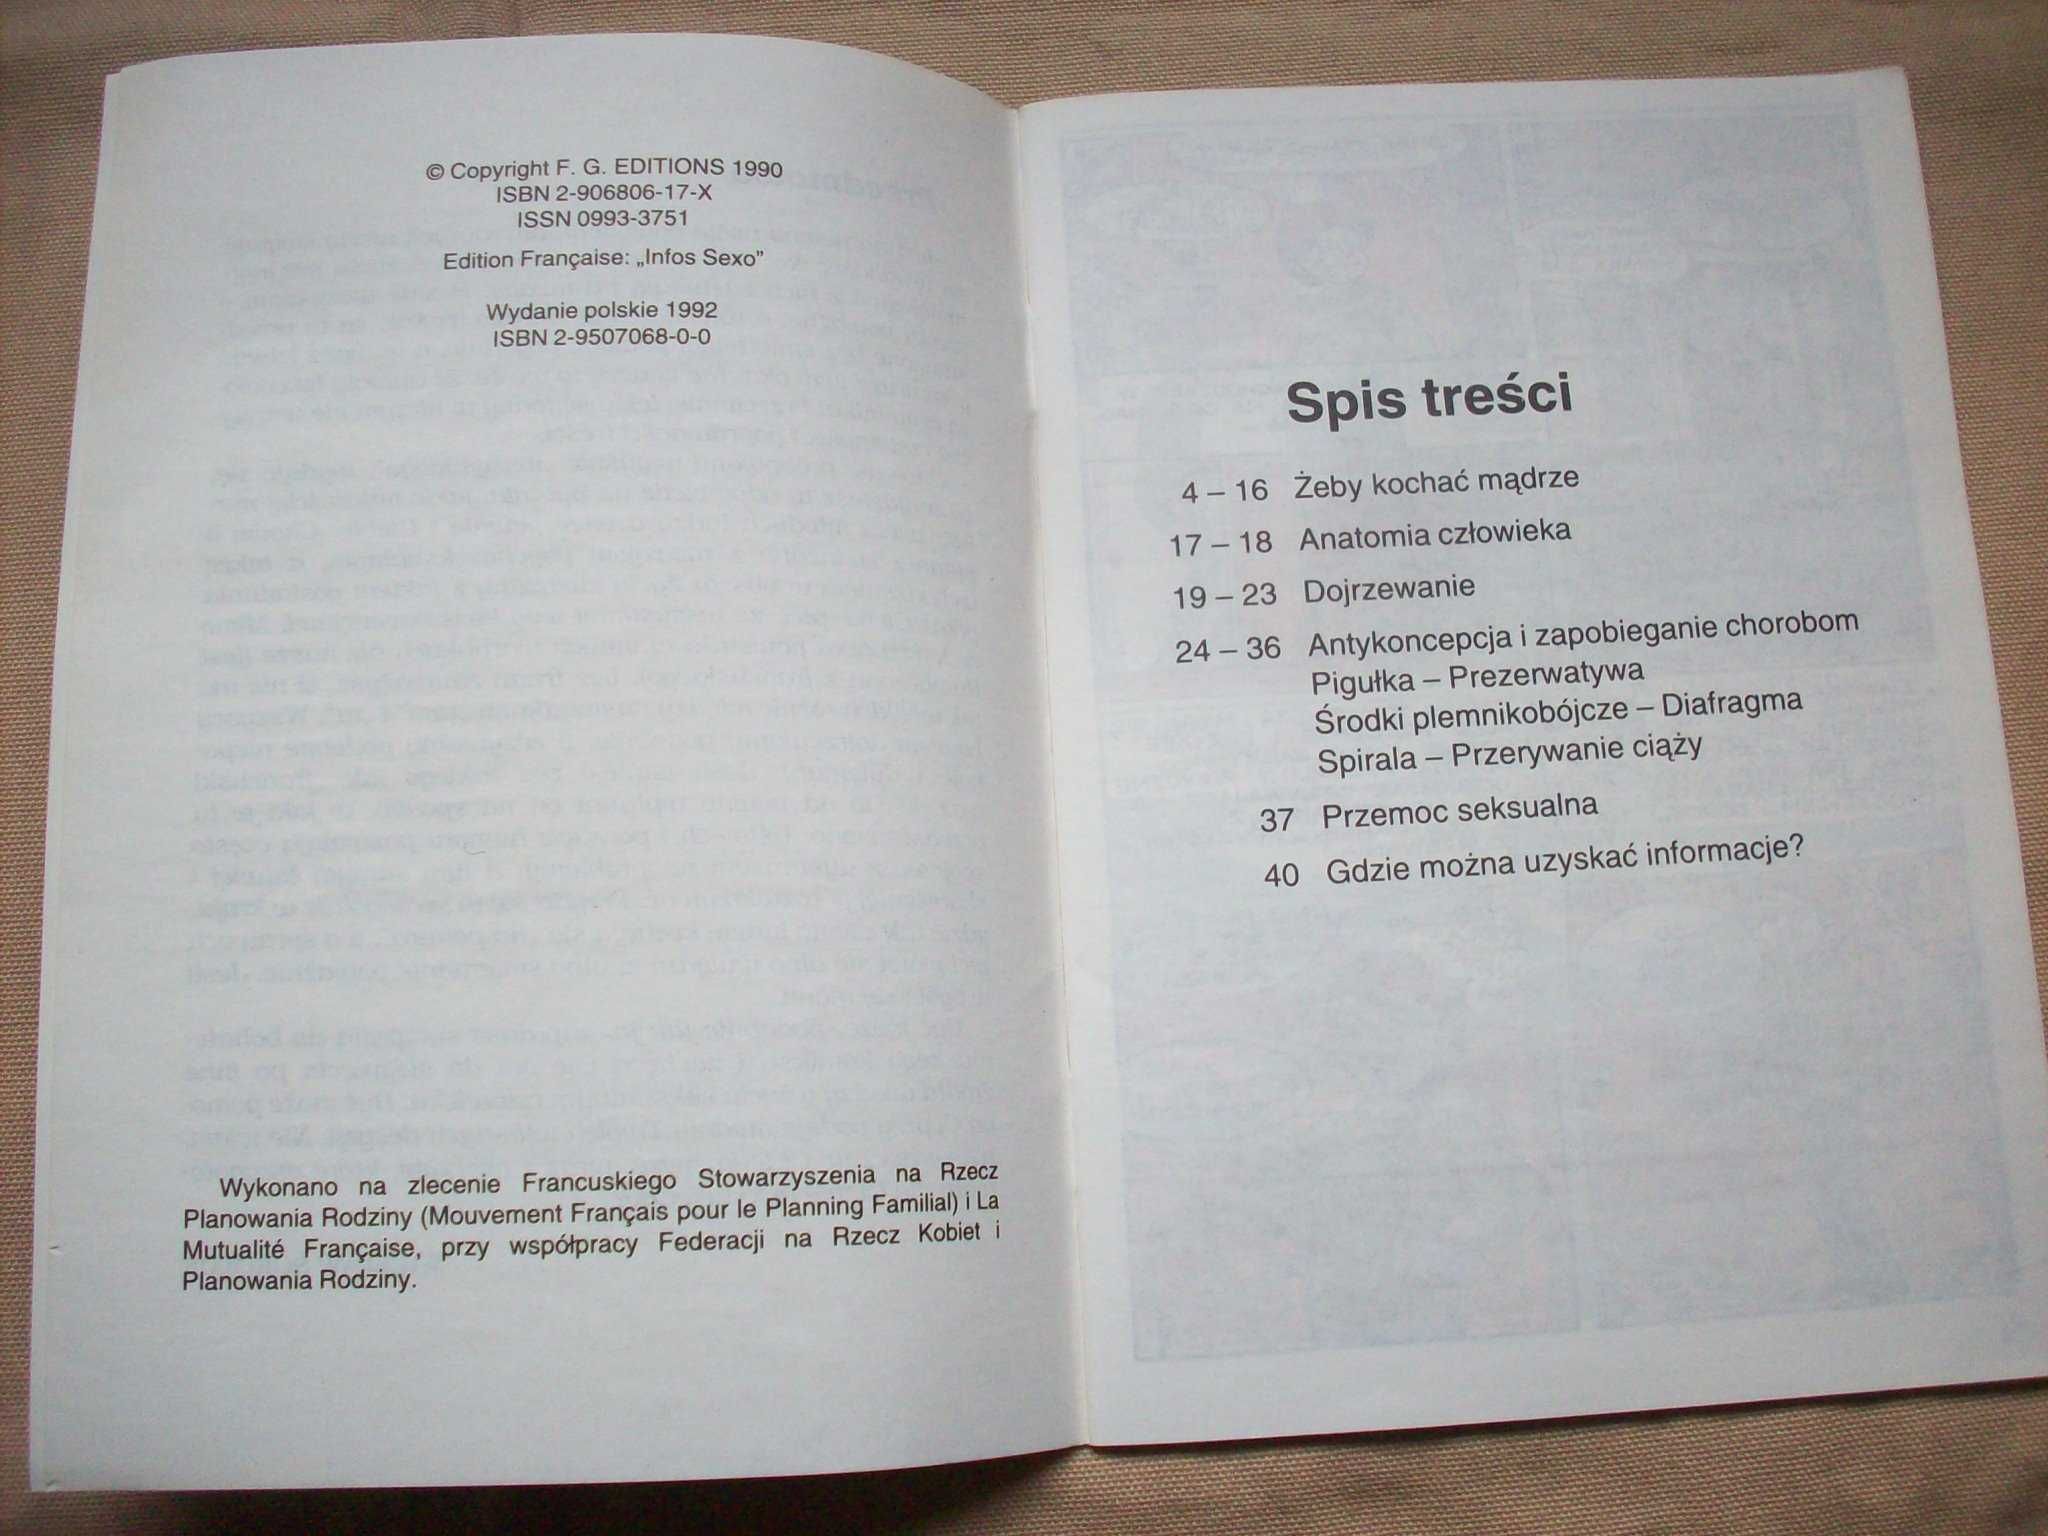 © Copyright F. G. EDITIONS 1990
ISBN 2-906806-17-X
ISSN 0993-3751
Edition Française: „Infos Sexo”
Wydanie polskie 1992
ISBN 2-9507068-0-0
Wykonano na zlecenie Francuskiego Stowarzyszenia na Rzecz
Planowania Rodziny (Mouvement Français pour le Planning Familial) i La
Mutualité Française, przy współpracy Federacji na Rzecz Kobiet i
Planowania Rodziny.
Spis treści
4 – 16 Żeby kochać mądrze
17 – 18 Anatomia człowieka
19 – 23 Dojrzewanie
24 – 36 Antykoncepcja i zapobieganie chorobom
Pigułka – Prezerwatywa
Środki plemnikobójcze – Diafragma
Spirala – Przerywanie ciąży
37 Przemoc seksualna
40 Gdzie można uzyskać informacje?